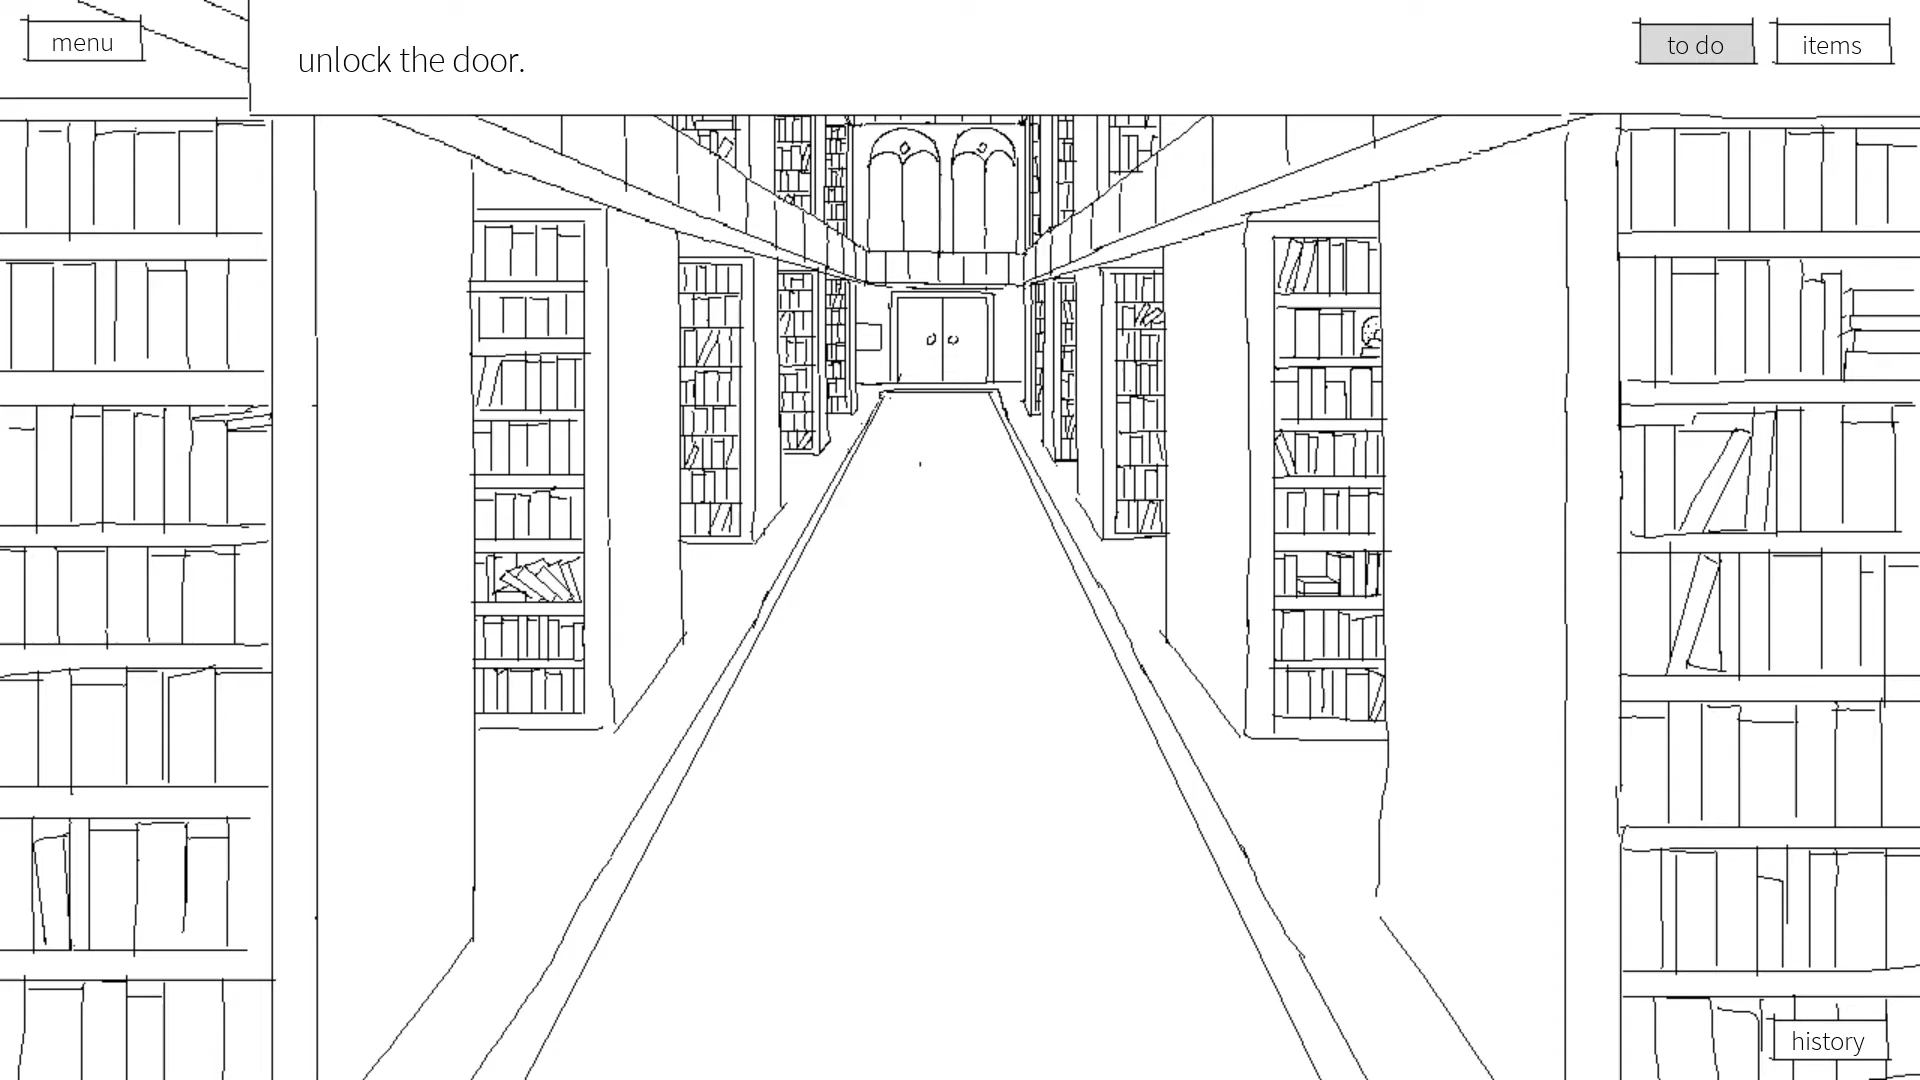 menu
unlock the door.
to do
items
history